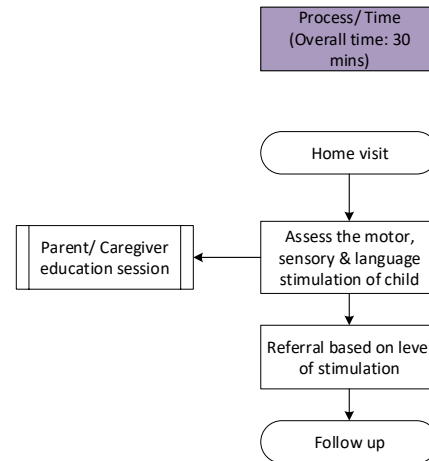 Process/ Time
(Overall time: 30
mins)
Home visit
Parent/ Caregiver
education session
Assess the motor,
sensory & language
stimulation of child
Referral based on level
of stimulation
Follow up